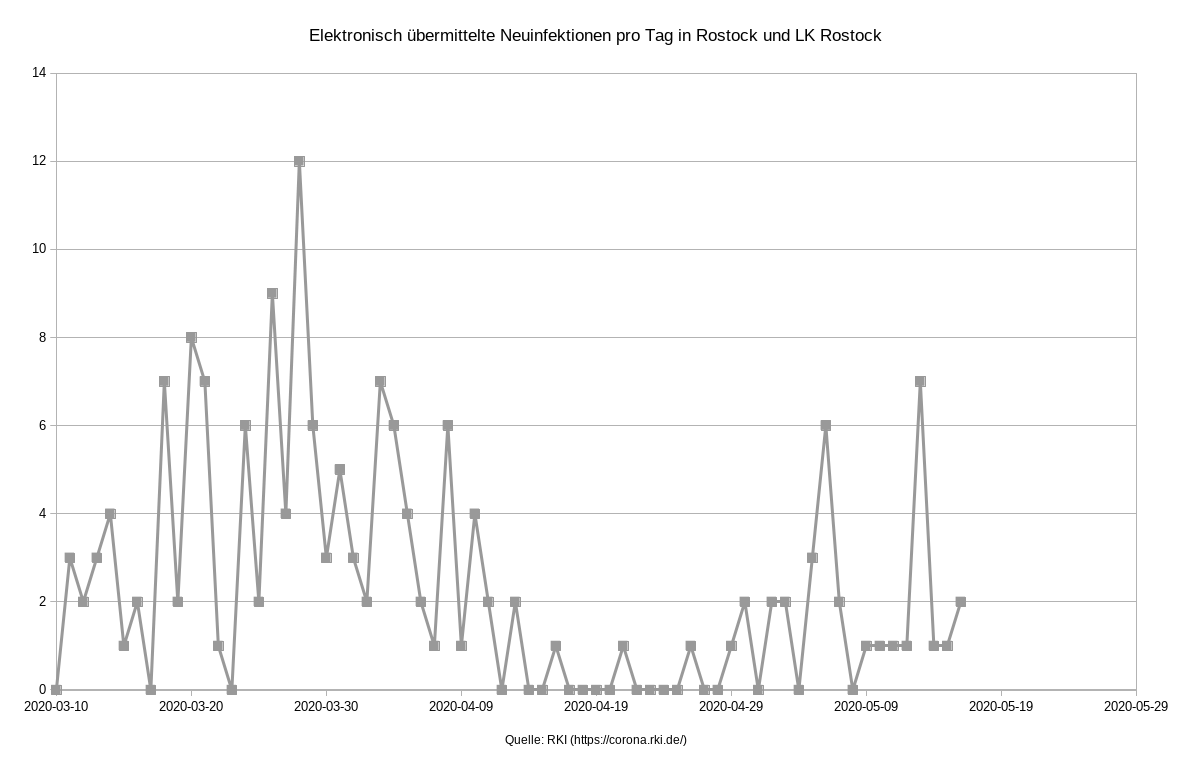 Elektronisch übermittelte Neuinfektionen pro Tag in Rostock und LK Rostock
14
12
10
8
6
4
2
0
2020-03-10 2020-03-20 2020-03-30 2020-04-09 2020-04-19 2020-04-29 2020-05-09 2020-05-19 2020-05-29
Quelle: RKI (https://corona.rki.de/)